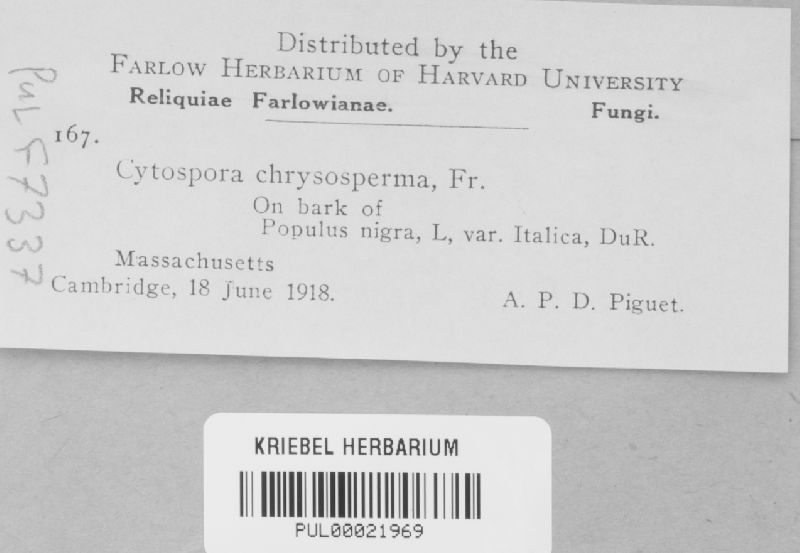 Distributed by the
FARLOW HERBARIUM OF HARVARD UNIVERSITY
Reliquiae Farlowianae. Fungi.
167.
Cytospora chrysosperma, Fr.
On bark of
Populus nigra, L, var. Italica, DuR.
Massachusetts
Cambridge, 18 June 1918. A. P. D. Piguet.
PUL F7337
KRIEBEL HERBARIUM
PUL00021969